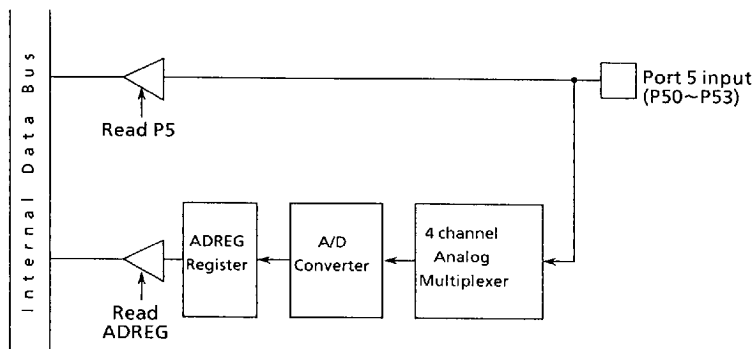 Internal Data Bus
Read P5
Port 5 input
(P50~P53)
ADREG
Register
A/D
Converter
4 channel
Analog
Multiplexer
Read
ADREG